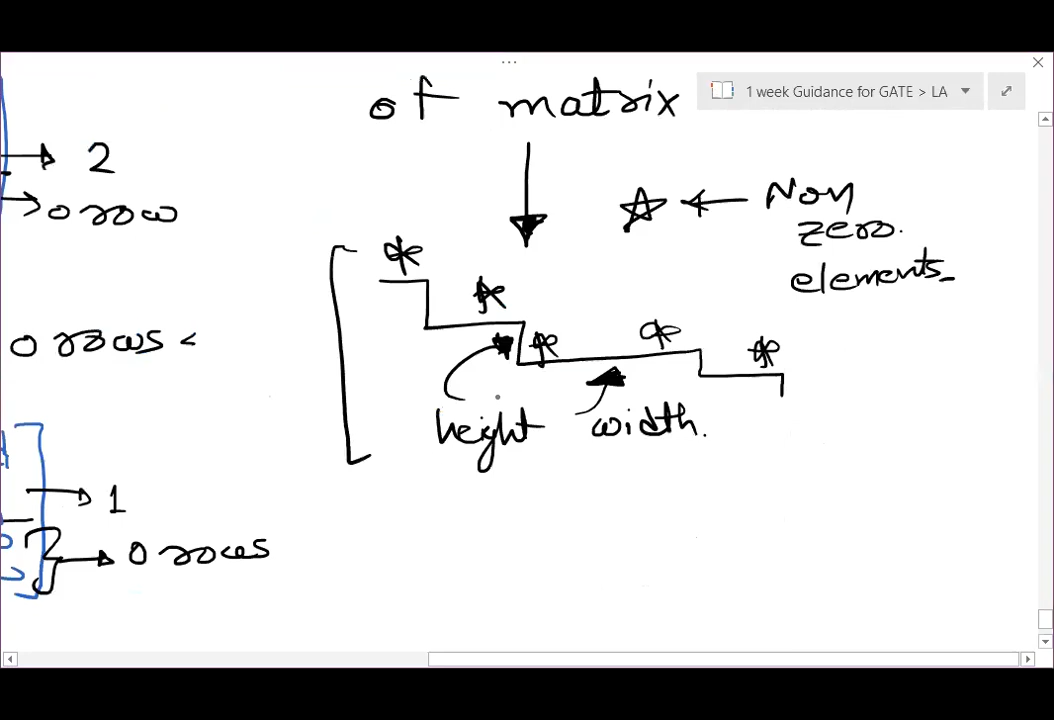 of matrix
1 week Guidance for GATE > LA
2
0 row
Non
zero.
elements
0 rows
height
width.
1
0 rows